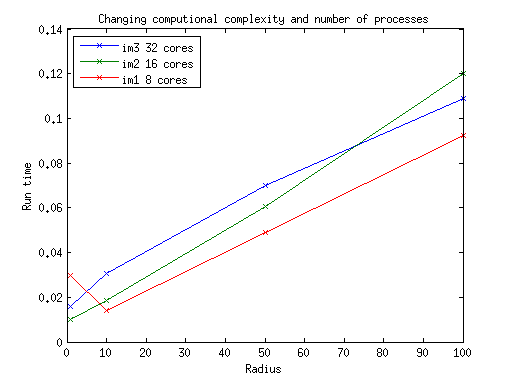 Changing computional complexity and number of processes
0.14
0.12
0.1
0.08
0.06
0.04
0.02
0
im3 32 cores
im2 16 cores
im1 8 cores
Run time
0 10 20 30 40 50 60 70 80 90 100
Radius